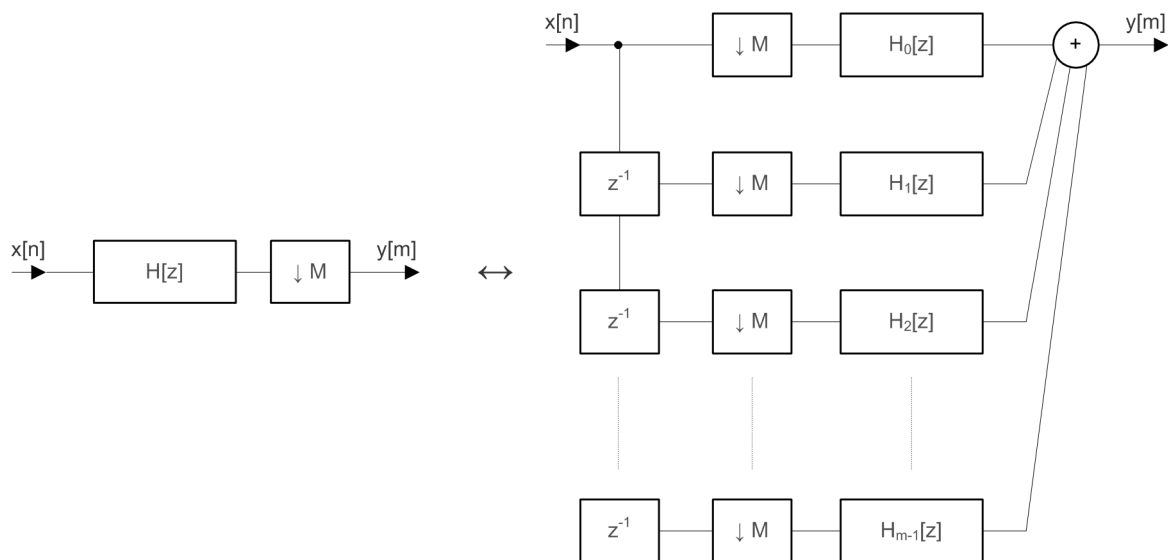 x[n]
H[z]
↓ M
y[m]
↔
x[n]
↓ M
H₀[z]
+
y[m]
z⁻¹
↓ M
H₁[z]
z⁻¹
↓ M
H₂[z]
z⁻¹
↓ M
Hₘ₋₁[z]